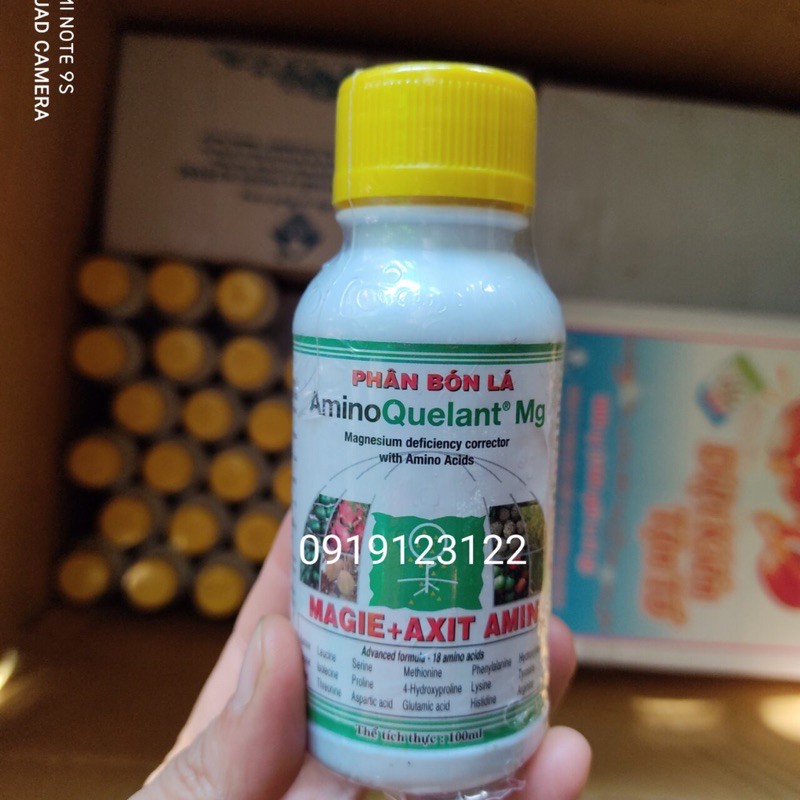 MI NOTE 9S
UAD CAMERA
PHÂN BÓN LÁ
AminoQuelant® Mg
Magnesium deficiency corrector
with Amino Acids
0919123122
MAGIE+AXIT AMIN
Advanced formula - 18 amino acids
Leucine Serine Methionine Phenylalanine
Isoleucine Proline 4-Hydroxyproline Lysine
Threonine Aspartic acid Glutamic acid Histidine
Thể tích thực : 100ml